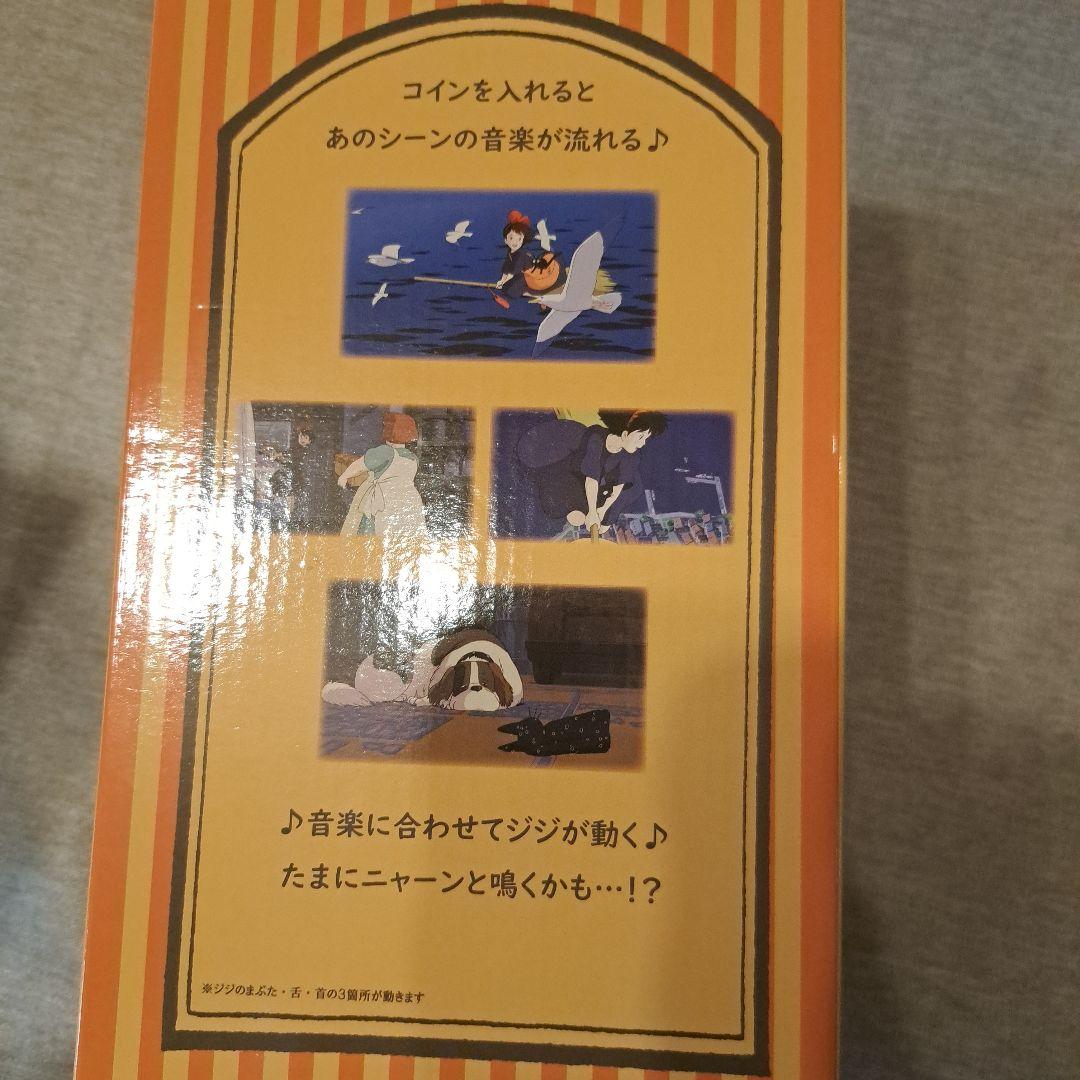 コインを入れると
あのシーンの音楽が流れる♪
♪音楽に合わせてジジが動く♪
たまにニャーンと鳴くかも…!?
※ジジのまぶた・舌・首の3箇所が動きます